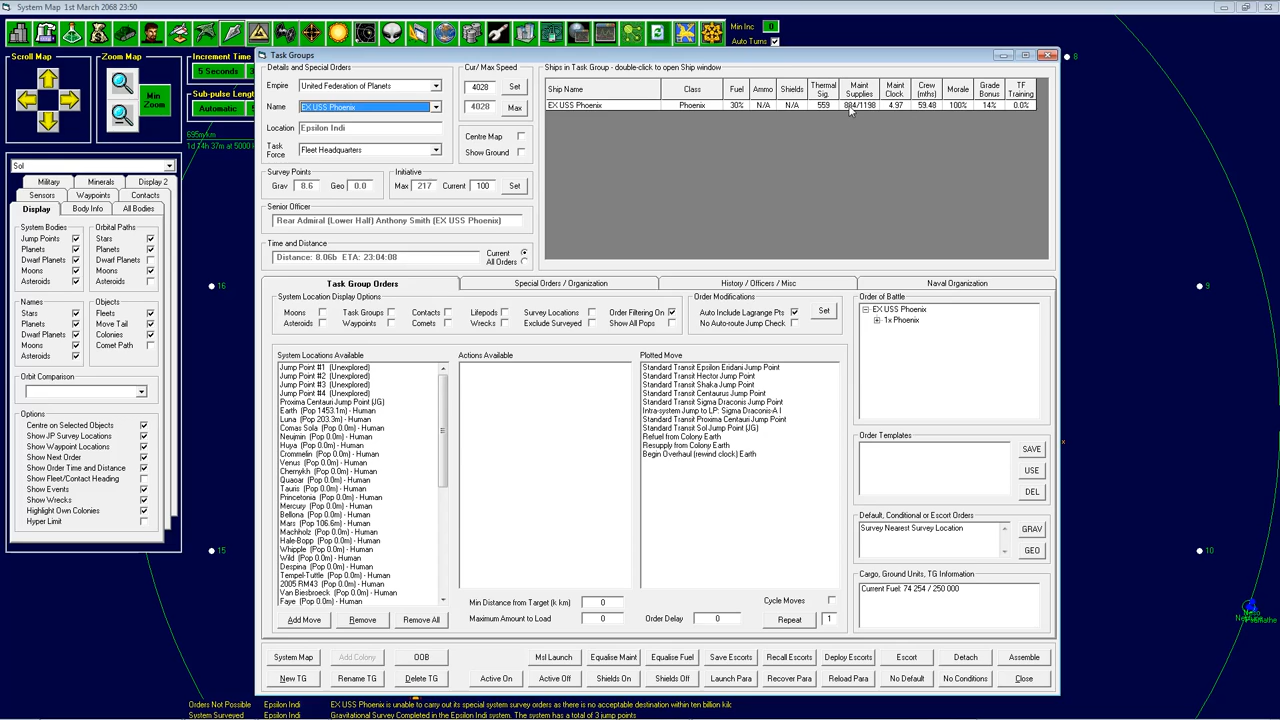 System Map 1st March 2068 23:50
Min Inc 0
Auto Turns
Scroll Map
Zoom Map
Min
Zoom
Increment Time
5 Seconds
Sub-pulse Leng
Automatic
695m km
1d 14h 37m at 5000 k
8
Task Groups
Details and Special Orders
Empire United Federation of Planets
Name EX USS Phoenix
Location Epsilon Indi
Task
Force Fleet Headquarters
Cur/ Max Speed
4028 Set
4028 Max
Centre Map
Show Ground
Survey Points
Grav 8.6 Geo 0.0
Initiative
Max 217 Current 100 Set
Senior Officer
Rear Admiral (Lower Hall) Anthony Smith (EX USS Phoenix)
Time and Distance
Distance: 8.06b ETA: 23:04:08
Current
All Orders
Ships in Task Group - double-click to open Ship window
Ship Name Class Fuel Ammo Shields Thermal Sig. Maint Supplies Maint Clock Crew (mths) Morale Grade Bonus TF Training
EX USS Phoenix Phoenix 30% N/A N/A 559 884/1198 4.97 59.48 100% 14% 0.0%
Sol
Military Minerals Display 2
Sensors Waypoints Contacts
Display Body Info All Bodies
System Bodies
Jump Points
Planets
Dwarf Planets
Moons
Asteroids
Orbital Paths
Stars
Planets
Dwarf Planets
Moons
Asteroids
Names
Stars
Planets
Dwarf Planets
Moons
Asteroids
Objects
Fleets
Move Tail
Colonies
Comet Path
Orbit Comparison
Options
Centre on Selected Objects
Show JP Survey Locations
Show Waypoint Locations
Show Next Order
Show Order Time and Distance
Show Fleet/Contact Heading
Show Events
Show Wrecks
Highlight Own Colonies
Hyper Limit
16
15
9
10
Task Group Orders Special Orders / Organization History / Officers / Misc Naval Organization
System Location Display Options
Moons Task Groups Contacts Lifepods Survey Locations Order Filtering On
Asteroids Waypoints Comets Wrecks Exclude Surveyed Show All Pops
Order Modifications
Auto Include Lagrange Pts Set
No Auto-route Jump Check
Order of Battle
EX USS Phoenix
1x Phoenix
System Locations Available
Jump Point #1 (Unexplored)
Jump Point #2 (Unexplored)
Jump Point #3 (Unexplored)
Jump Point #4 (Unexplored)
Proxima Centauri Jump Point (JG)
Earth (Pop 1453.1m) - Human
Luna (Pop 203.3m) - Human
Comas Sola (Pop 0.0m) - Human
Neujmin (Pop 0.0m) - Human
Huya (Pop 0.0m) - Human
Crommelin (Pop 0.0m) - Human
Venus (Pop 0.0m) - Human
Chernykh (Pop 0.0m) - Human
Quaoar (Pop 0.0m) - Human
Tauris (Pop 0.0m) - Human
Princetonia (Pop 0.0m) - Human
Mercury (Pop 0.0m) - Human
Bellona (Pop 0.0m) - Human
Mars (Pop 106.6m) - Human
Machholz (Pop 0.0m) - Human
Hale-Bopp (Pop 0.0m) - Human
Whipple (Pop 0.0m) - Human
Wild (Pop 0.0m) - Human
Despina (Pop 0.0m) - Human
Tempel-Tuttle (Pop 0.0m) - Human
2005 RM43 (Pop 0.0m) - Human
Van Biesbroeck (Pop 0.0m) - Human
Faye (Pop 0.0m) - Human
Actions Available
Plotted Move
Standard Transit Epsilon Eridani Jump Point
Standard Transit Hector Jump Point
Standard Transit Shaka Jump Point
Standard Transit Centaurus Jump Point
Standard Transit Sigma Draconis Jump Point
Intra-system Jump to LP: Sigma Draconis-A I
Standard Transit Proxima Centauri Jump Point
Standard Transit Sol Jump Point (JG)
Refuel from Colony Earth
Resupply from Colony Earth
Begin Overhaul (rewind clock) Earth
Order Templates
SAVE
USE
DEL
Default, Conditional or Escort Orders
Survey Nearest Survey Location
GRAV
GEO
Cargo, Ground Units, TG Information
Current Fuel: 74 254 / 250 000
Min Distance from Target (k km) 0 Cycle Moves
Add Move Remove Remove All Maximum Amount to Load 0 Order Delay 0 Repeat 1
System Map Add Colony OOB Msl Launch Equalise Maint Equalise Fuel Save Escorts Recall Escorts Deploy Escorts Escort Detach Assemble
New TG Rename TG Delete TG Active On Active Off Shields On Shields Off Launch Para Recover Para Reload Para No Default No Conditions Close
Orders Not Possible Epsilon Indi EX USS Phoenix is unable to carry out its special system survey orders as there is no acceptable destination within ten billion kil
System Surveyed Epsilon Indi Gravitational Survey Completed in the Epsilon Indi system. The system has a total of 3 jump points